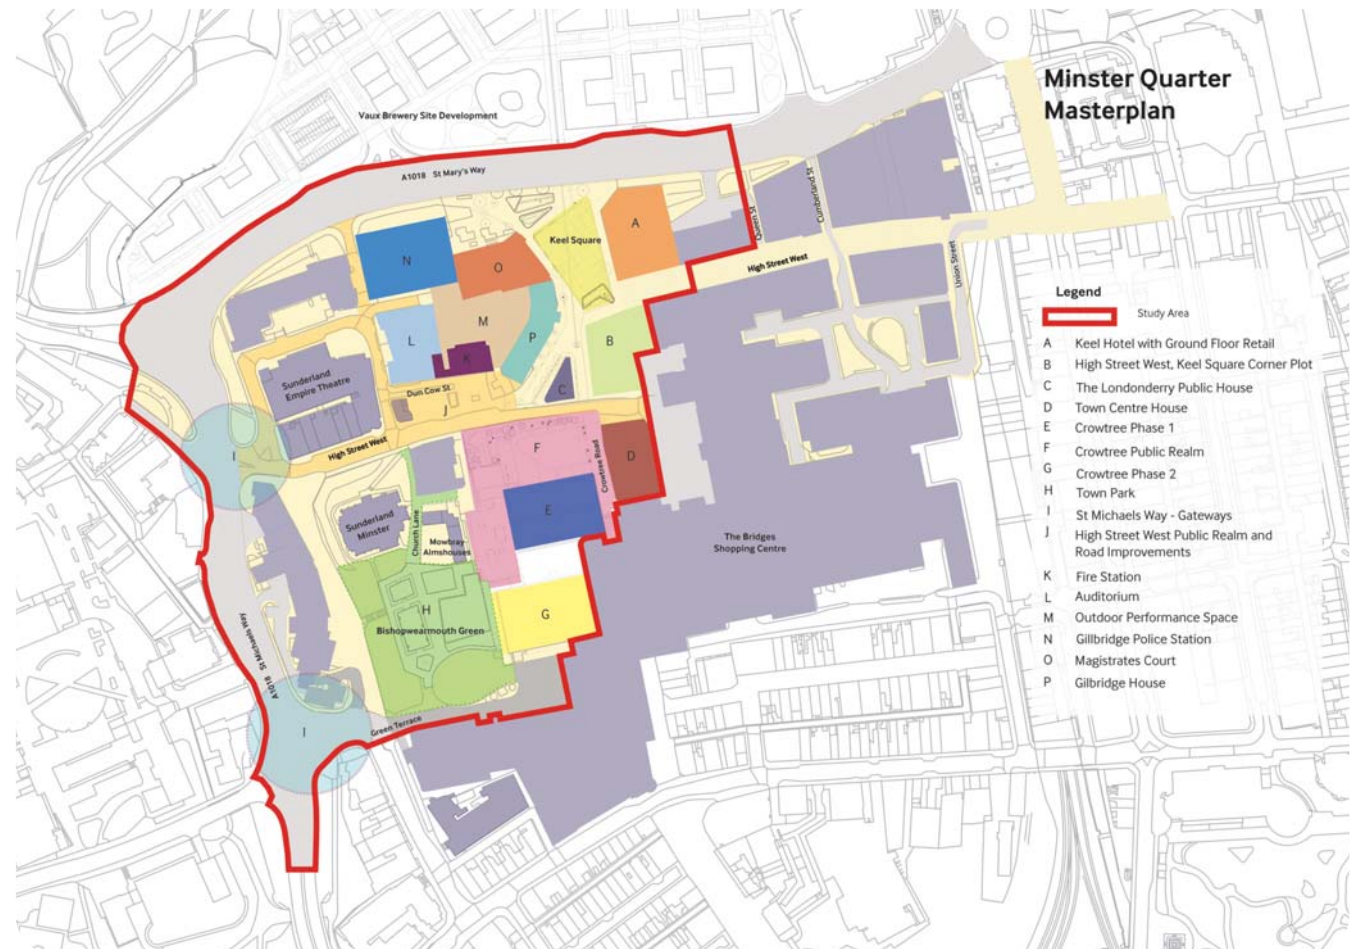 Minster Quarter
Masterplan
Vaux Brewery Site Development
A1018 St Mary's Way
Queen St
Cumberland St
Union Street
A
Keel Square
N
O
High Street West
M
P
L
K
B
Sunderland
Empire Theatre
Dun Cow St
C
J
High Street West
I
F
Crowtree Road
D
E
Sunderland
Minster
Church Lane
Mowbray
Almshouses
The Bridges
Shopping Centre
H
Bishopwearmouth Green
G
A1018 St Michaels Way
Green Terrace
I
Legend
Study Area
A Keel Hotel with Ground Floor Retail
B High Street West, Keel Square Corner Plot
C The Londonderry Public House
D Town Centre House
E Crowtree Phase 1
F Crowtree Public Realm
G Crowtree Phase 2
H Town Park
I St Michaels Way - Gateways
J High Street West Public Realm and
Road Improvements
K Fire Station
L Auditorium
M Outdoor Performance Space
N Gillbridge Police Station
O Magistrates Court
P Gilbridge House